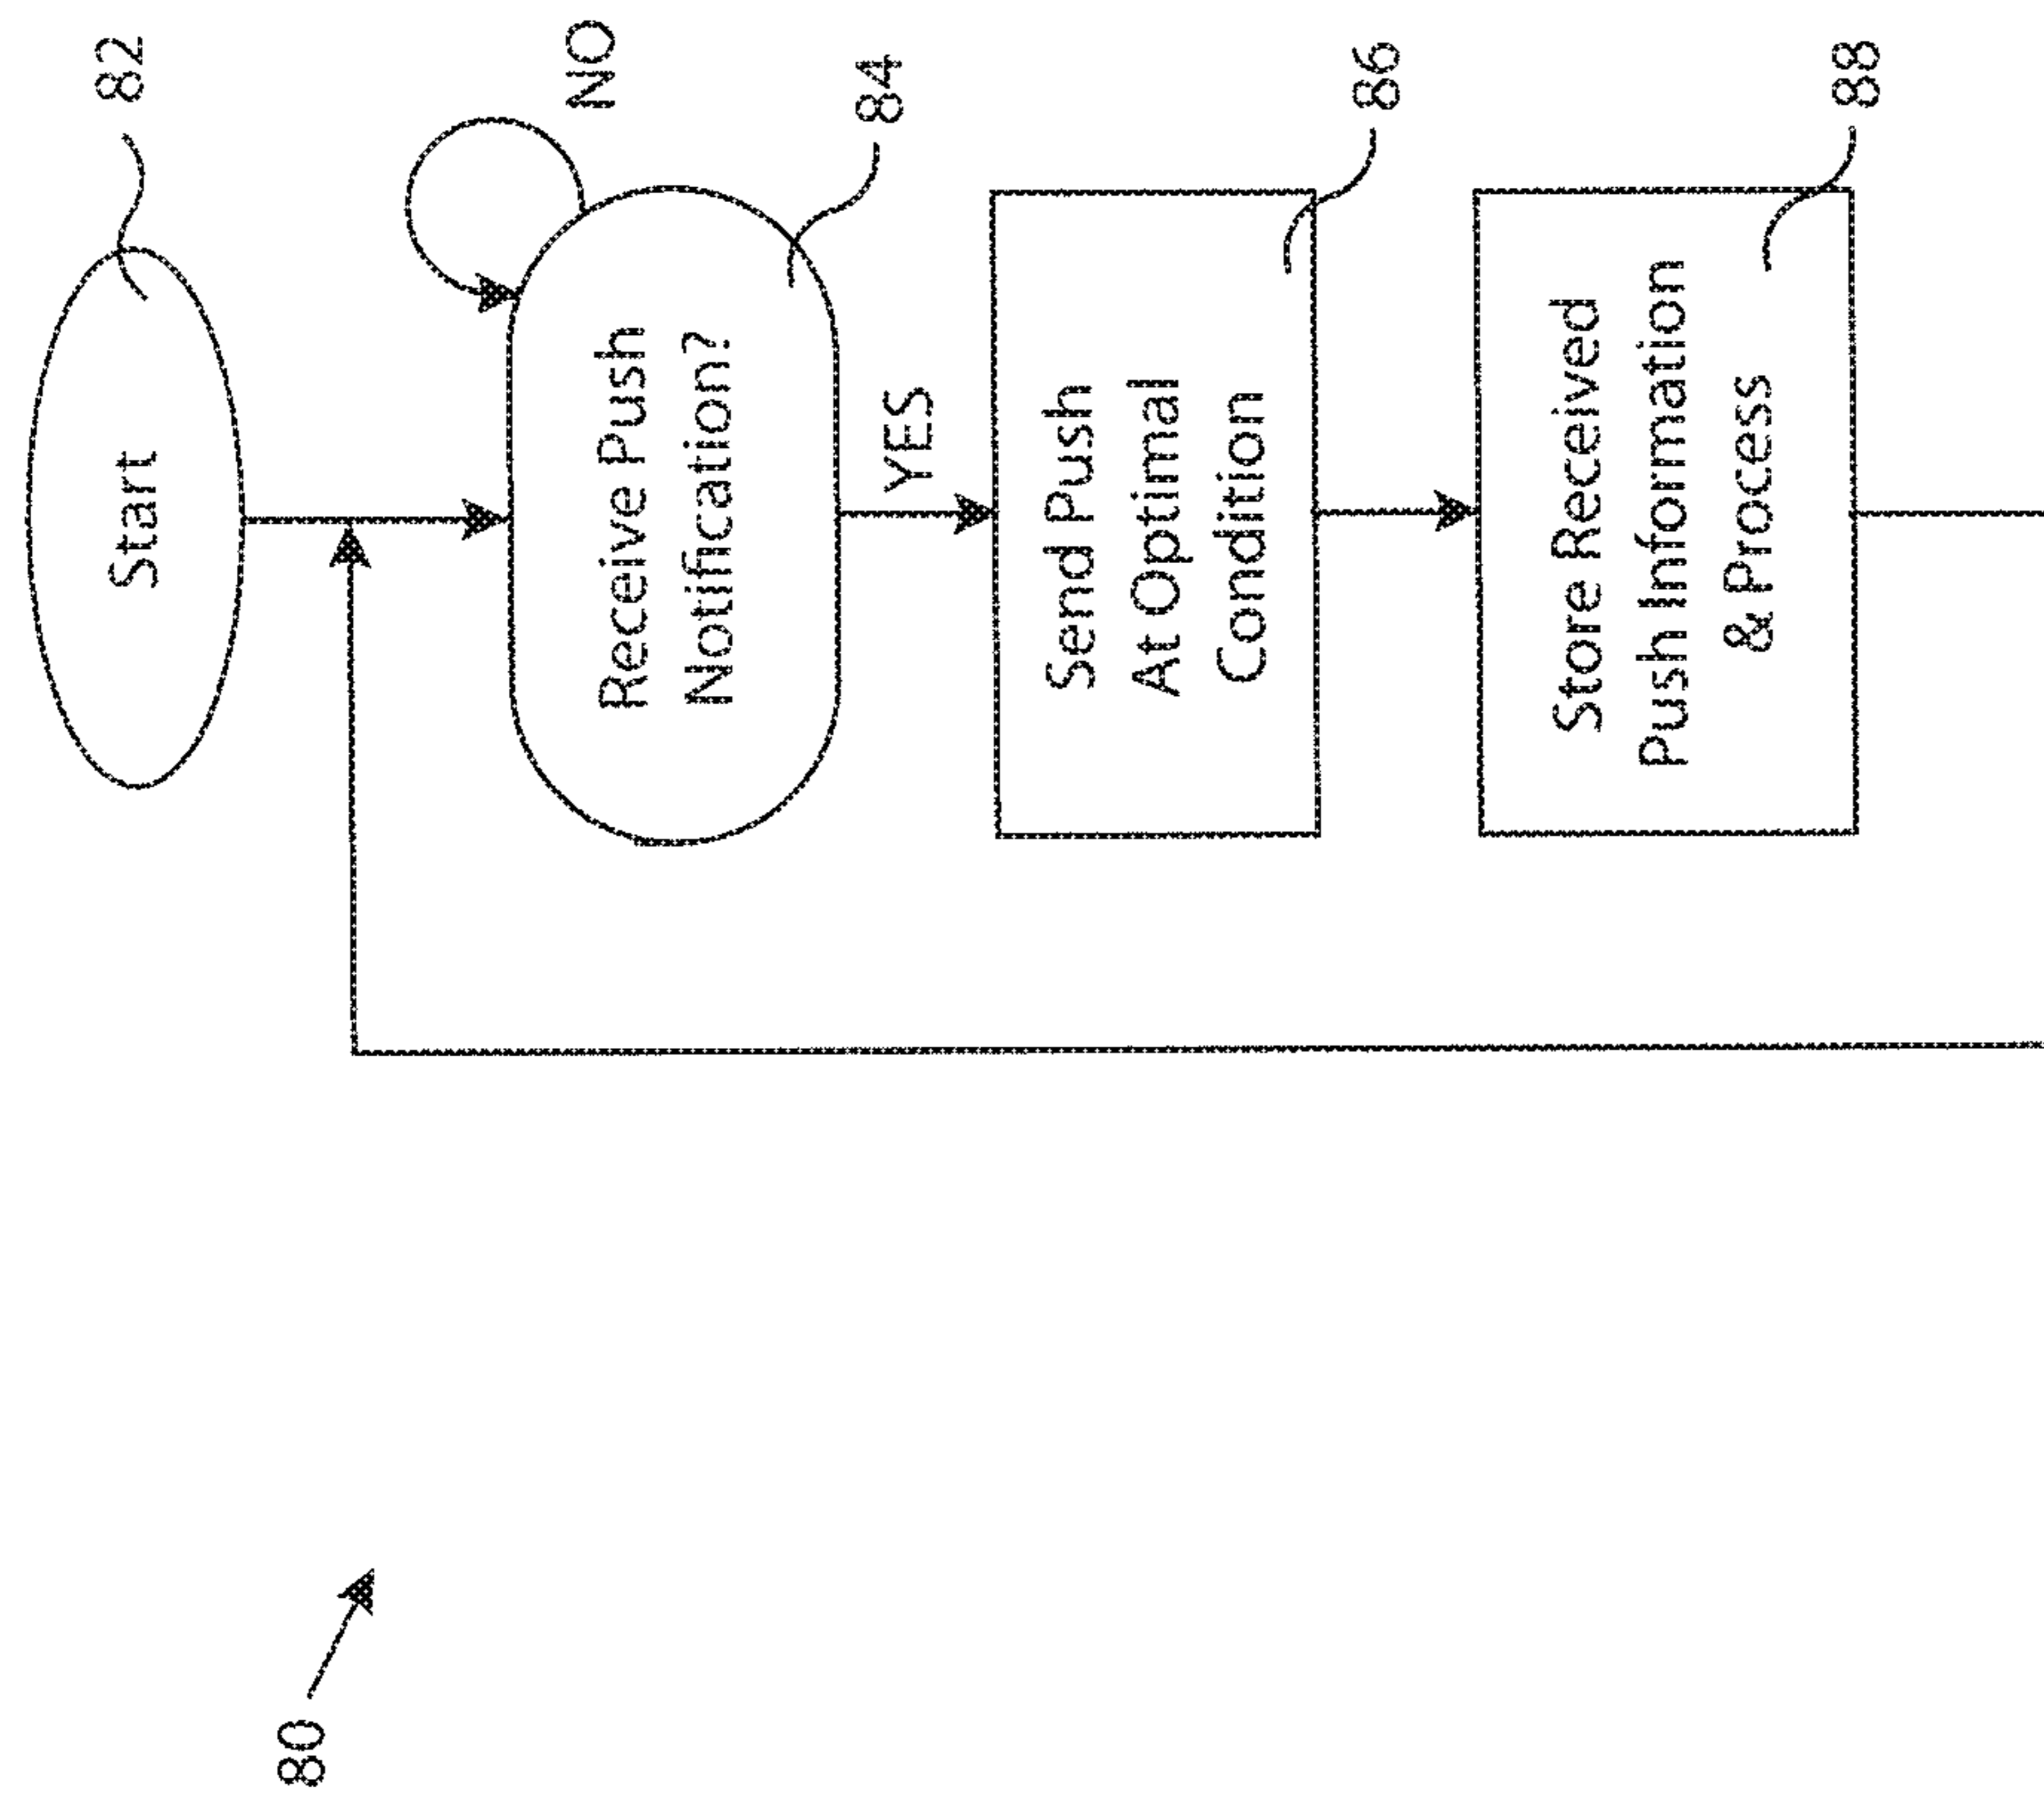 80
Start
82
NO
Receive Push
Notification?
84
YES
Send Push
At Optimal
Condition
86
Store Received
Push Information
& Process
88